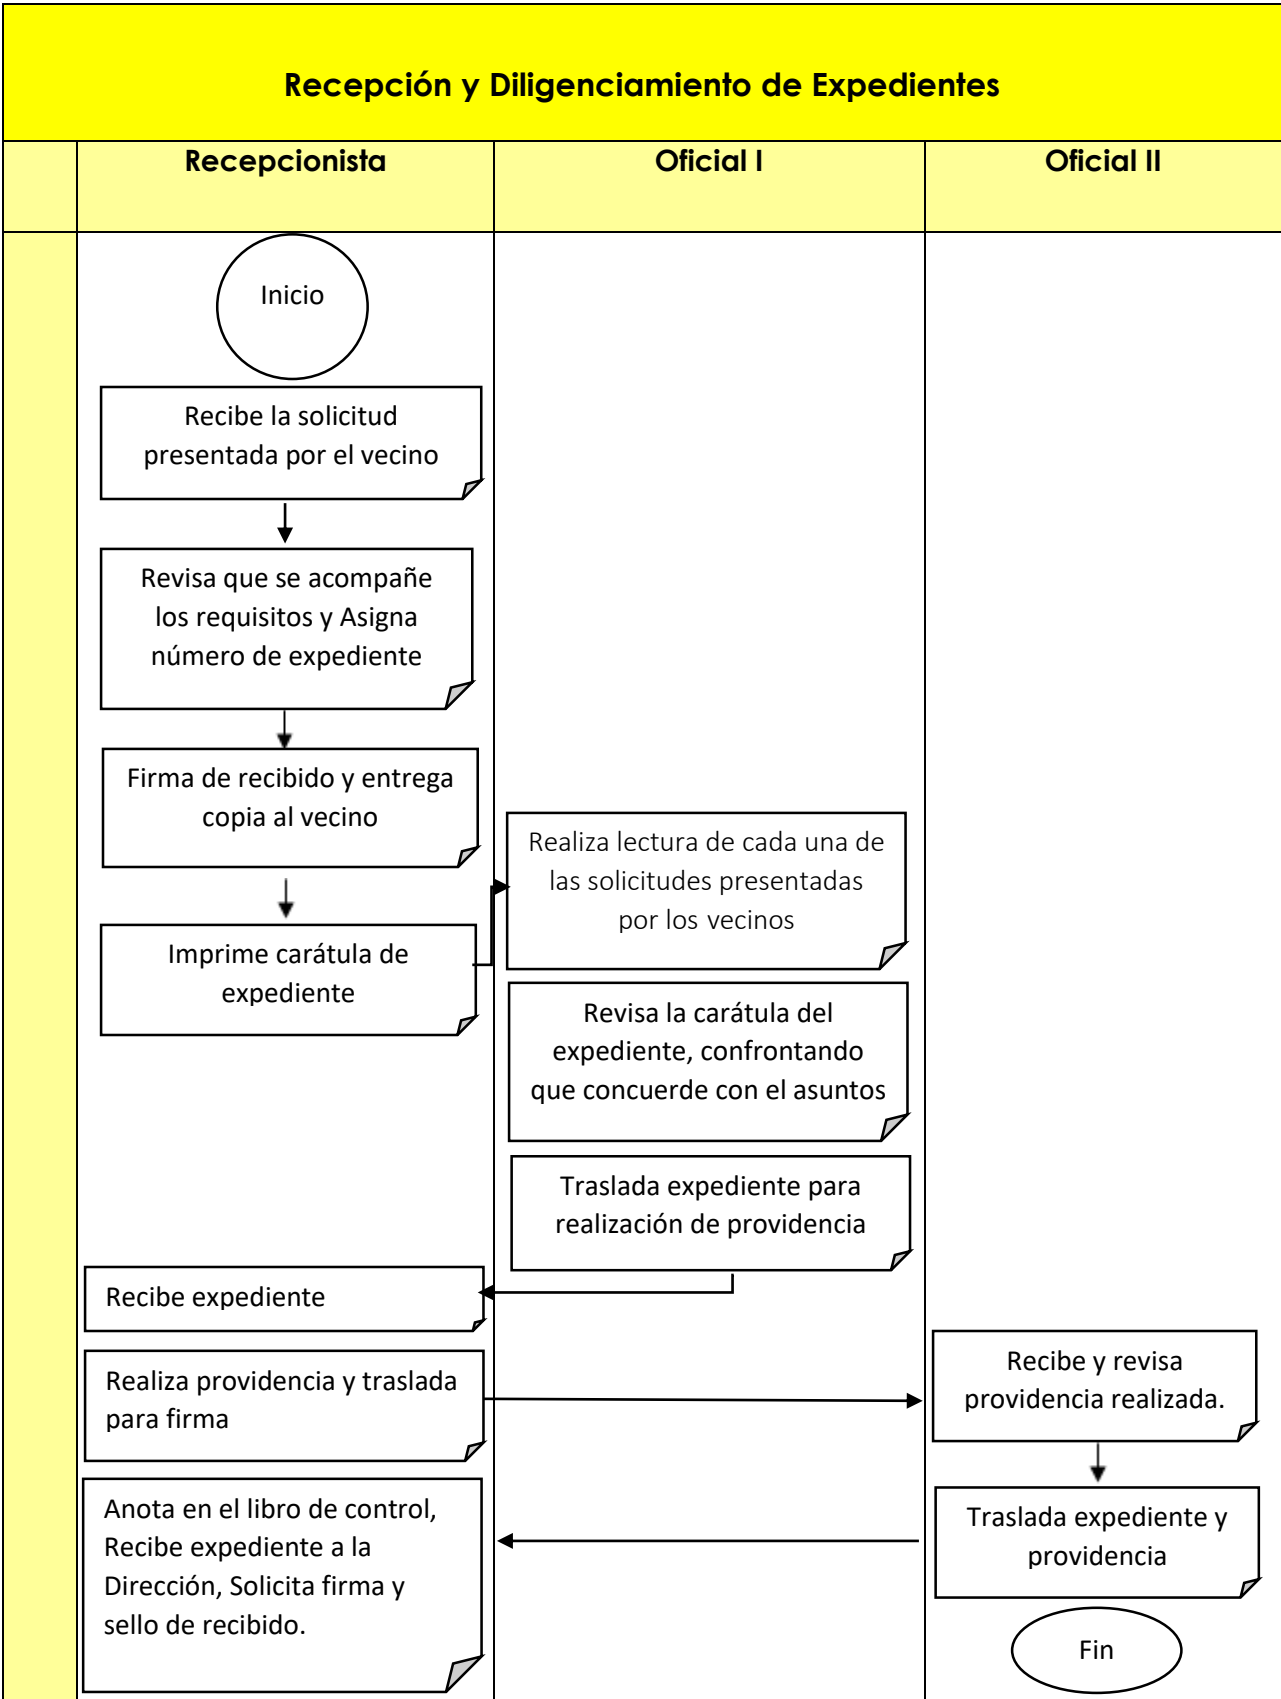 Recepción y Diligenciamiento de Expedientes
Recepcionista
Oficial I
Oficial II
Inicio
Recibe la solicitud
presentada por el vecino
Revisa que se acompañe
los requisitos y Asigna
número de expediente
Firma de recibido y entrega
copia al vecino
Imprime carátula de
expediente
Realiza lectura de cada una de
las solicitudes presentadas
por los vecinos
Revisa la carátula del
expediente, confrontando
que concuerde con el asuntos
Traslada expediente para
realización de providencia
Recibe expediente
Realiza providencia y traslada
para firma
Recibe y revisa
providencia realizada.
Traslada expediente y
providencia
Anota en el libro de control,
Recibe expediente a la
Dirección, Solicita firma y
sello de recibido.
Fin